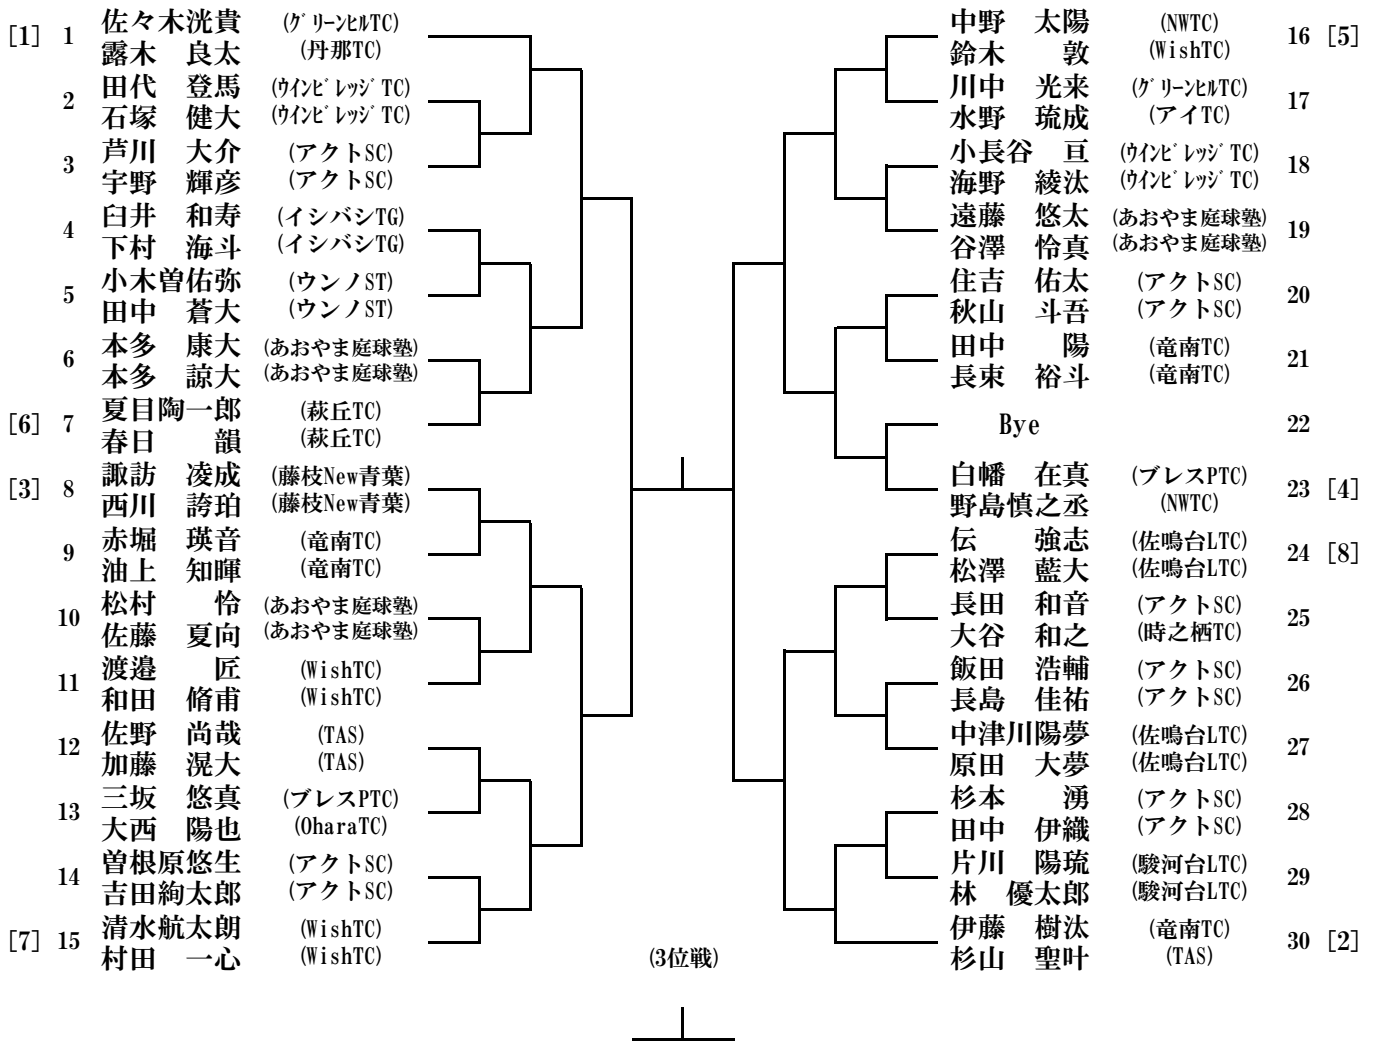 [1] 1 佐々木洸貴 (グリーンヒルTC)
露木 良太 (丹那TC)
2 田代 登馬 (ウインビレッジTC)
石塚 健大 (ウインビレッジTC)
3 芦川 大介 (アクトSC)
宇野 輝彦 (アクトSC)
4 臼井 和寿 (イシバシTG)
下村 海斗 (イシバシTG)
5 小木曽佑弥 (ウンノST)
田中 蒼大 (ウンノST)
6 本多 康大 (あおやま庭球塾)
本多 諒大 (あおやま庭球塾)
[6] 7 夏目陶一郎 (萩丘TC)
春日 韻 (萩丘TC)
[3] 8 諏訪 凌成 (藤枝New青葉)
西川 誇珀 (藤枝New青葉)
9 赤堀 瑛音 (竜南TC)
油上 知暉 (竜南TC)
10 松村 怜 (あおやま庭球塾)
佐藤 夏向 (あおやま庭球塾)
11 渡邉 匠 (WishTC)
和田 脩甫 (WishTC)
12 佐野 尚哉 (TAS)
加藤 滉大 (TAS)
13 三坂 悠真 (ブレスPTC)
大西 陽也 (OharaTC)
14 曽根原悠生 (アクトSC)
吉田絢太郎 (アクトSC)
[7] 15 清水航太朗 (WishTC)
村田 一心 (WishTC)
中野 太陽 (NWTC) 16 [5]
鈴木 敦 (WishTC)
川中 光来 (グリーンヒルTC) 17
水野 琉成 (アイTC)
小長谷 亘 (ウインビレッジTC) 18
海野 綾汰 (ウインビレッジTC)
遠藤 悠太 (あおやま庭球塾) 19
谷澤 怜真 (あおやま庭球塾)
住吉 佑太 (アクトSC) 20
秋山 斗吾 (アクトSC)
田中 陽 (竜南TC) 21
長束 裕斗 (竜南TC)
Bye 22
白幡 在真 (ブレスPTC) 23 [4]
野島慎之丞 (NWTC)
伝 強志 (佐鳴台LTC) 24 [8]
松澤 藍大 (佐鳴台LTC)
長田 和音 (アクトSC) 25
大谷 和之 (時之栖TC)
飯田 浩輔 (アクトSC) 26
長島 佳祐 (アクトSC)
中津川陽夢 (佐鳴台LTC) 27
原田 大夢 (佐鳴台LTC)
杉本 湧 (アクトSC) 28
田中 伊織 (アクトSC)
片川 陽琉 (駿河台LTC) 29
林 優太郎 (駿河台LTC)
伊藤 樹汰 (竜南TC) 30 [2]
杉山 聖叶 (TAS)
(3位戦)